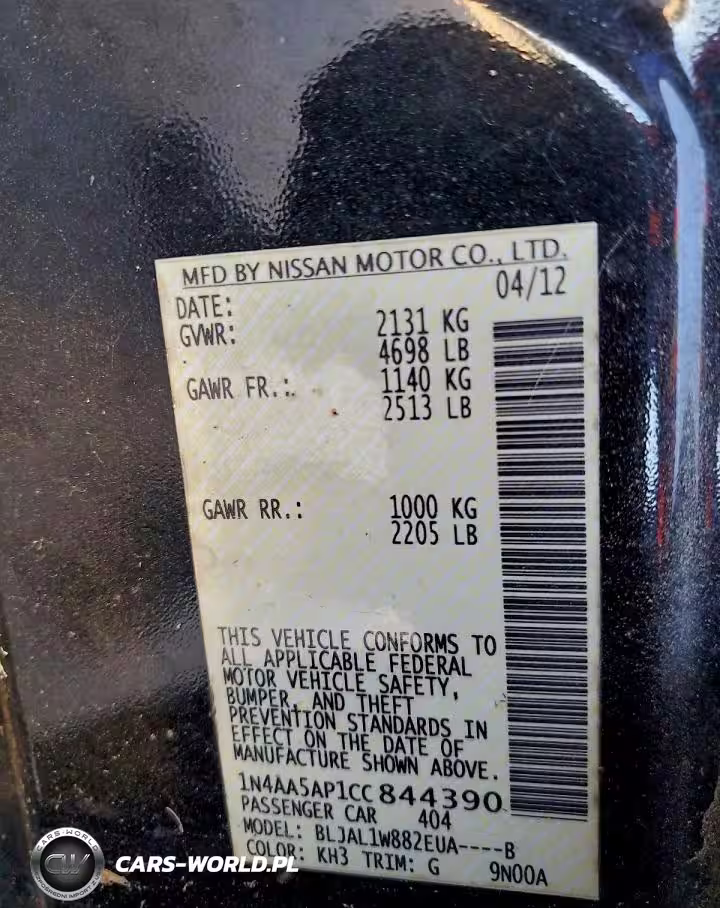 MFD BY NISSAN MOTOR CO., LTD.
DATE: 04/12
GVWR: 2131 KG
4698 LB
GAWR FR.: 1140 KG
2513 LB
GAWR RR.: 1000 KG
2205 LB
THIS VEHICLE CONFORMS TO
ALL APPLICABLE FEDERAL
MOTOR VEHICLE SAFETY,
BUMPER, AND THEFT
PREVENTION STANDARDS IN
EFFECT ON THE DATE OF
MANUFACTURE SHOWN ABOVE.
1N4AA5AP1CC844390
PASSENGER CAR 404
MODEL: BLJAL1W882EUA----B
COLOR: KH3 TRIM: G 9N00A
CARS-WORLD
CW
CARS-WORLD.PL